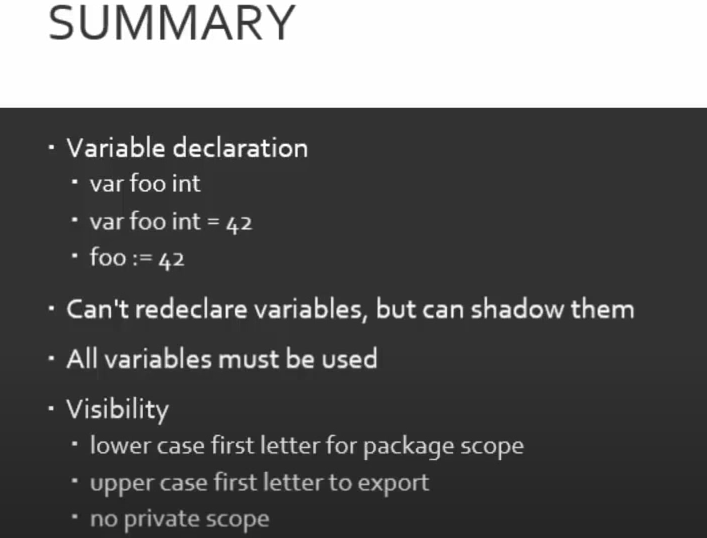 SUMMARY
· Variable declaration
· var foo int
· var foo int = 42
· foo := 42
· Can't redeclare variables, but can shadow them
· All variables must be used
· Visibility
· lower case first letter for package scope
· upper case first letter to export
· no private scope